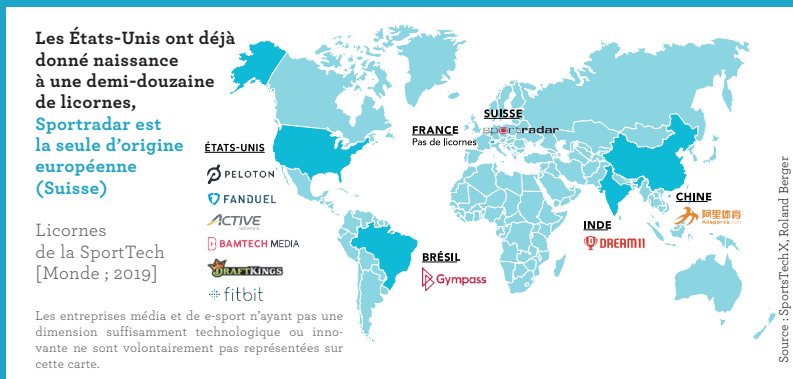 Les États-Unis ont déjà
donné naissance
à une demi-douzaine
de licornes,
Sportradar est
la seule d’origine
européenne
(Suisse)
Licornes
de la SportTech
[Monde ; 2019]
Les entreprises média et de e-sport n’ayant pas une
dimension suffisamment technologique ou inno-
vante ne sont volontairement pas représentées sur
cette carte.
ÉTATS-UNIS
PELOTON
FANDUEL
ACTIVE
network
BAMTECH MEDIA
DRAFTKINGS
fitbit
FRANCE
Pas de licornes
SUISSE
sportradar
BRÉSIL
Gympass
INDE
DREAM11
CHINE
阿里体育
Alisports.com
Source : SportsTechX, Roland Berger